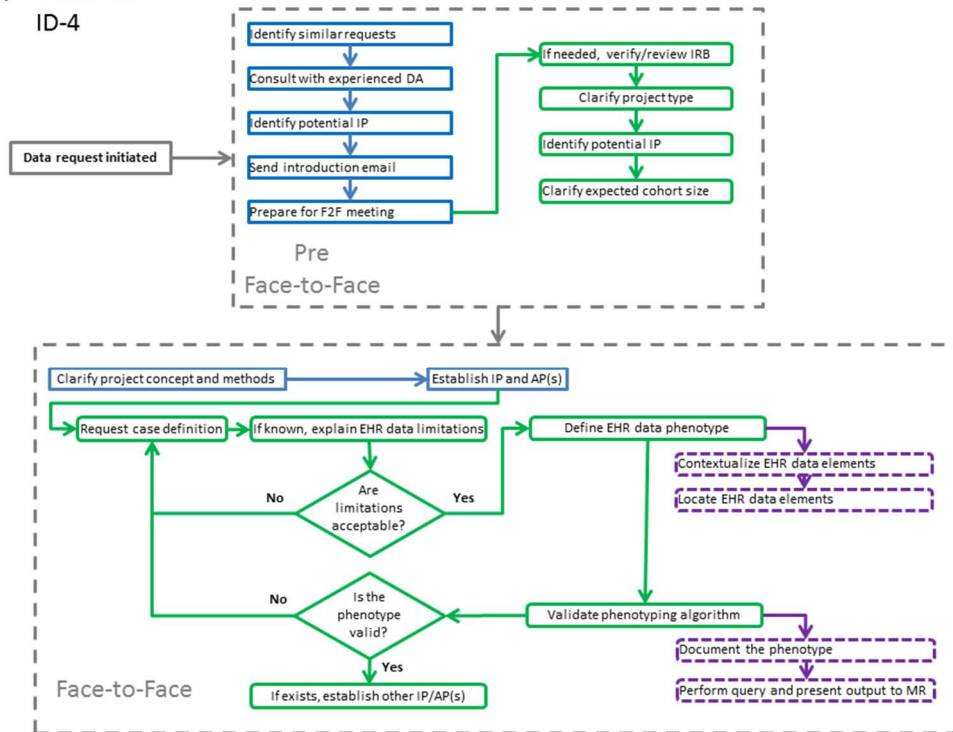 ID-4
Data request initiated
Identify similar requests
Consult with experienced DA
Identify potential IP
Send introduction email
Prepare for F2F meeting
If needed, verify/review IRB
Clarify project type
Identify potential IP
Clarify expected cohort size
Pre
Face-to-Face
Clarify project concept and methods
Establish IP and AP(s)
Request case definition
If known, explain EHR data limitations
Define EHR data phenotype
Contextualize EHR data elements
Locate EHR data elements
No
Are
limitations
acceptable?
Yes
No
Is the
phenotype
valid?
Yes
Validate phenotyping algorithm
Document the phenotype
Perform query and present output to MR
If exists, establish other IP/AP(s)
Face-to-Face